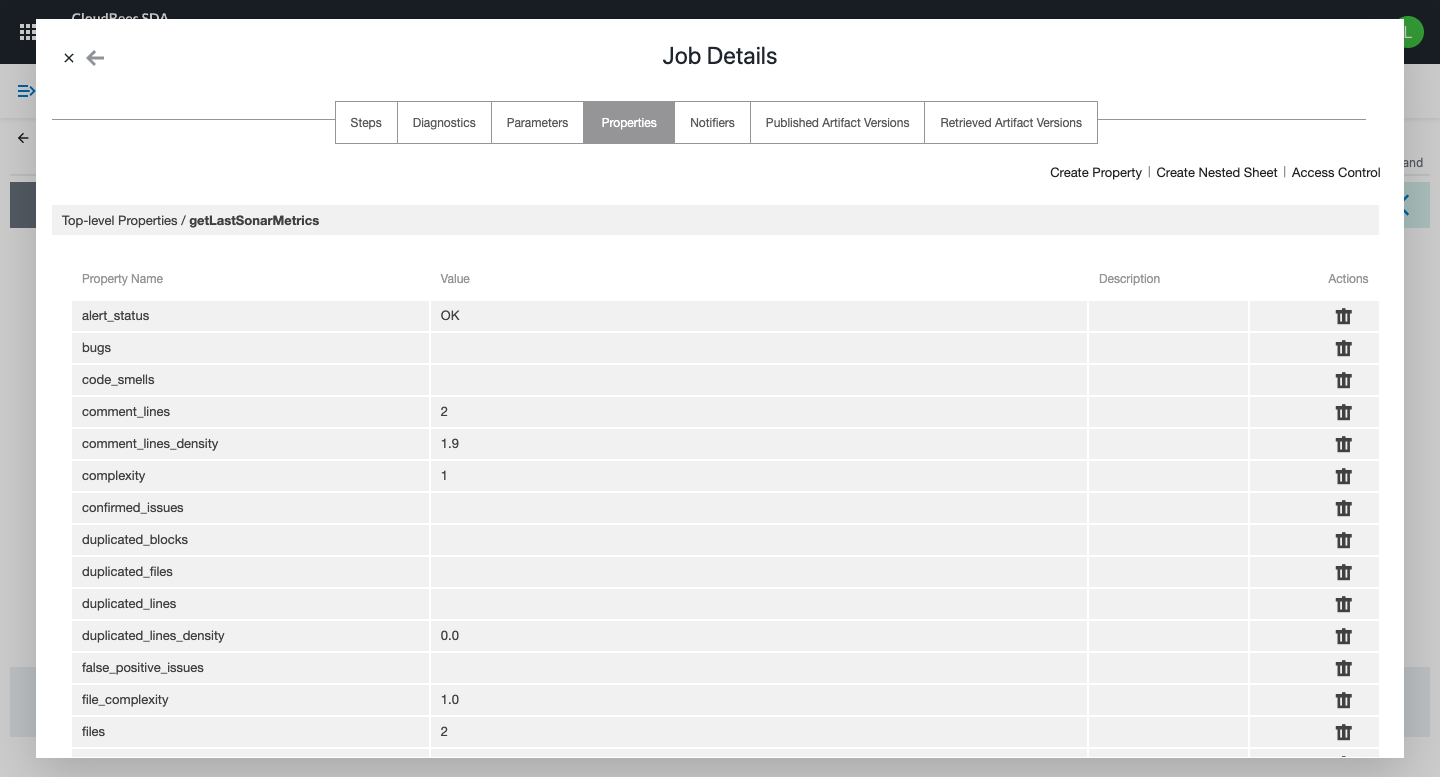 CloudBees SDA
L
Job Details
Steps Diagnostics Parameters Properties Notifiers Published Artifact Versions Retrieved Artifact Versions
and
Create Property | Create Nested Sheet | Access Control
Top-level Properties / getLastSonarMetrics
Property Name Value Description Actions
alert_status OK
bugs
code_smells
comment_lines 2
comment_lines_density 1.9
complexity 1
confirmed_issues
duplicated_blocks
duplicated_files
duplicated_lines
duplicated_lines_density 0.0
false_positive_issues
file_complexity 1.0
files 2